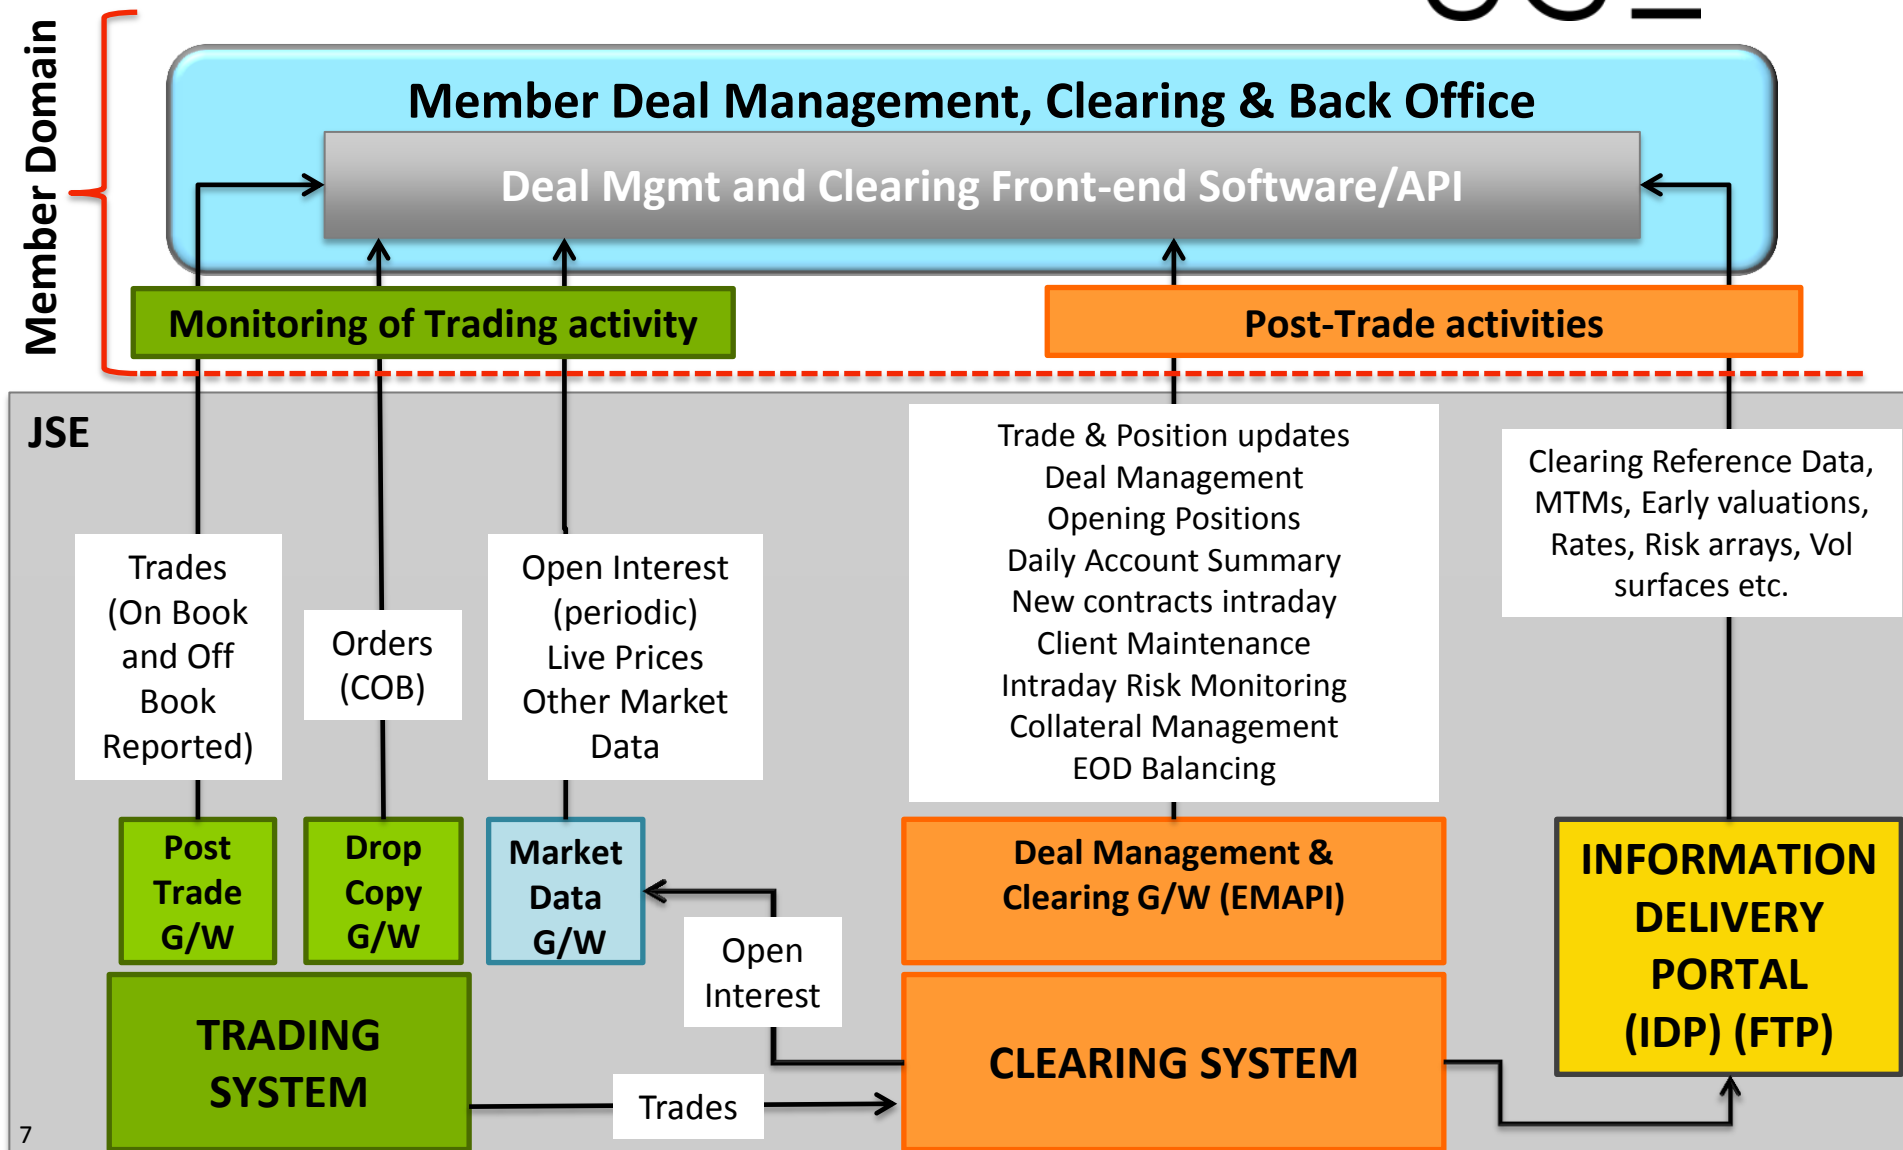 Member Domain
Member Deal Management, Clearing & Back Office
Deal Mgmt and Clearing Front-end Software/API
Monitoring of Trading activity
Post-Trade activities
JSE
Trades
(On Book
and Off
Book
Reported)
Orders
(COB)
Open Interest
(periodic)
Live Prices
Other Market
Data
Trade & Position updates
Deal Management
Opening Positions
Daily Account Summary
New contracts intraday
Client Maintenance
Intraday Risk Monitoring
Collateral Management
EOD Balancing
Clearing Reference Data,
MTMs, Early valuations,
Rates, Risk arrays, Vol
surfaces etc.
Post
Trade
G/W
Drop
Copy
G/W
Market
Data
G/W
Open
Interest
Deal Management &
Clearing G/W (EMAPI)
INFORMATION
DELIVERY
PORTAL
(IDP) (FTP)
TRADING
SYSTEM
Trades
CLEARING SYSTEM
7